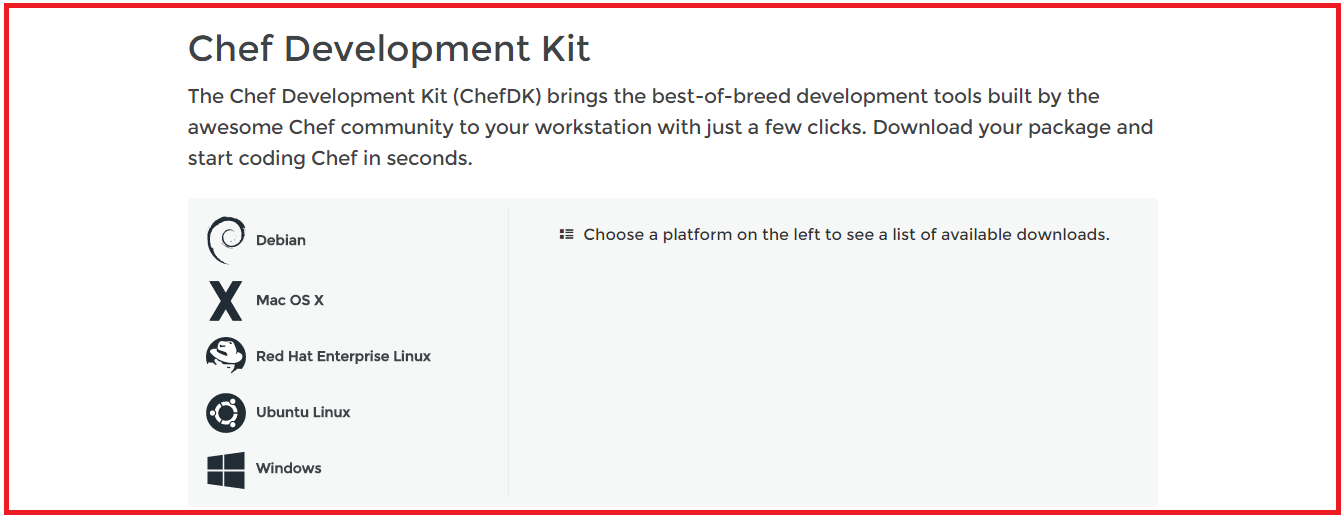 Chef Development Kit
The Chef Development Kit (ChefDK) brings the best-of-breed development tools built by the
awesome Chef community to your workstation with just a few clicks. Download your package and
start coding Chef in seconds.
Debian
Choose a platform on the left to see a list of available downloads.
Mac OS X
Red Hat Enterprise Linux
Ubuntu Linux
Windows